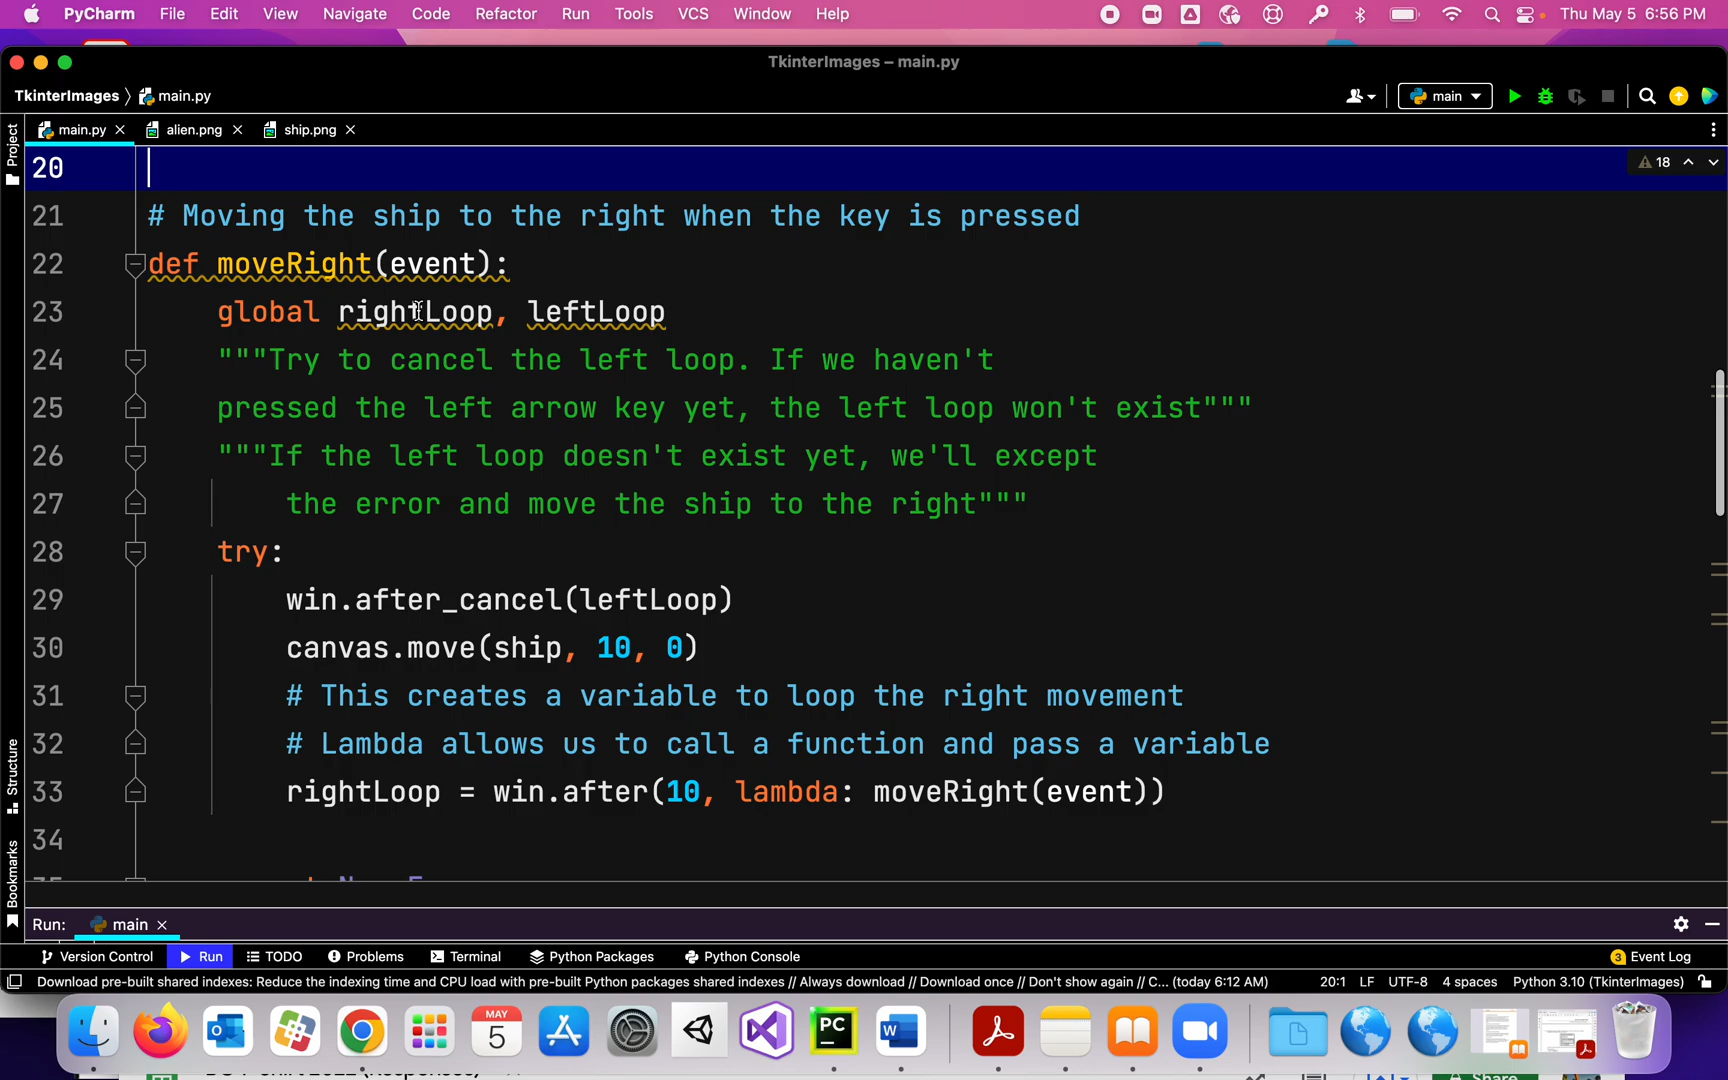 PyCharm File Edit View Navigate Code Refactor Run Tools VCS Window Help Thu May 5 6:56 PM
TkinterImages – main.py
TkinterImages main.py main
main.py alien.png ship.png
Project
20 18
21 # Moving the ship to the right when the key is pressed
22 def moveRight(event):
23 global rightLoop, leftLoop
24 """Try to cancel the left loop. If we haven't
25 pressed the left arrow key yet, the left loop won't exist"""
26 """If the left loop doesn't exist yet, we'll except
27 the error and move the ship to the right"""
28 try:
29 win.after_cancel(leftLoop)
30 canvas.move(ship, 10, 0)
31 # This creates a variable to loop the right movement
32 # Lambda allows us to call a function and pass a variable
33 rightLoop = win.after(10, lambda: moveRight(event))
34
Structure
Bookmarks
Run: main
Version Control Run TODO Problems Terminal Python Packages Python Console 3 Event Log
Download pre-built shared indexes: Reduce the indexing time and CPU load with pre-built Python packages shared indexes // Always download // Download once // Don't show again // C... (today 6:12 AM) 20:1 LF UTF-8 4 spaces Python 3.10 (TkinterImages)
MAY
5
PC
W